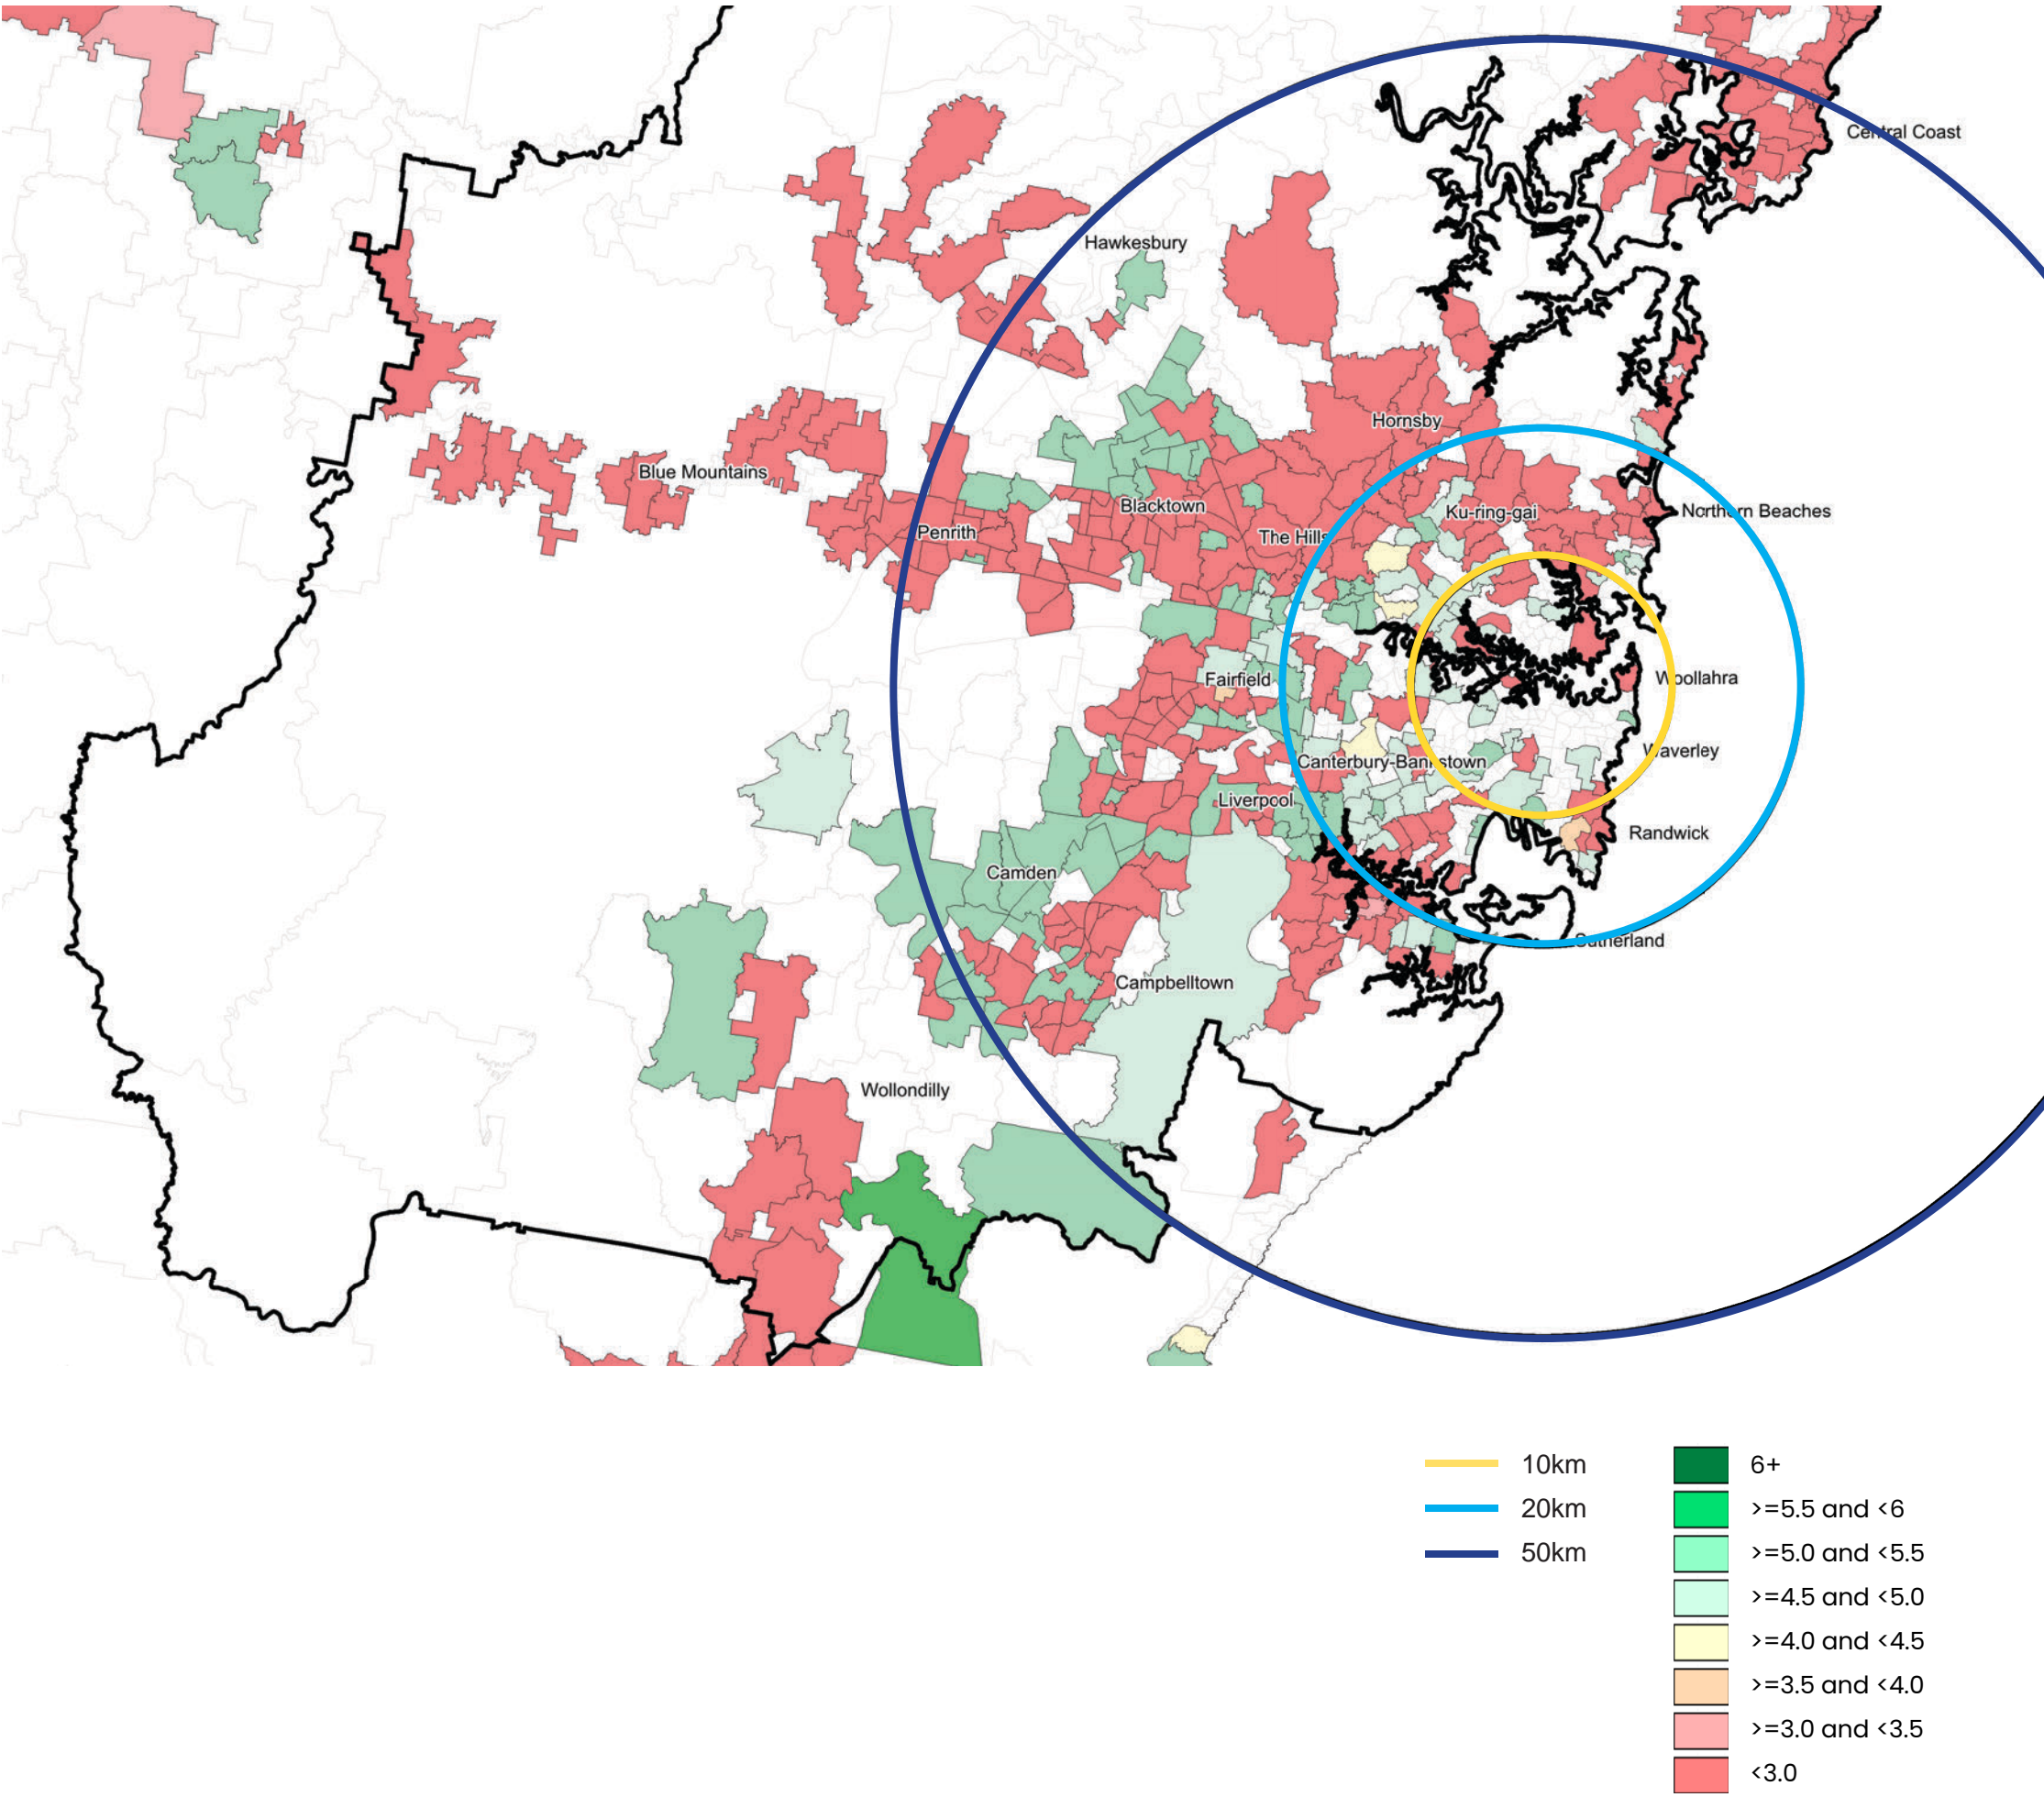 Central Coast
Hawkesbury
Hornsby
Blue Mountains
Blacktown
Ku-ring-gai
Northern Beaches
Penrith
The Hills
Fairfield
Woollahra
Waverley
Canterbury-Bankstown
Liverpool
Randwick
Camden
Sutherland
Campbelltown
Wollondilly
10km
20km
50km
6+
>=5.5 and <6
>=5.0 and <5.5
>=4.5 and <5.0
>=4.0 and <4.5
>=3.5 and <4.0
>=3.0 and <3.5
<3.0